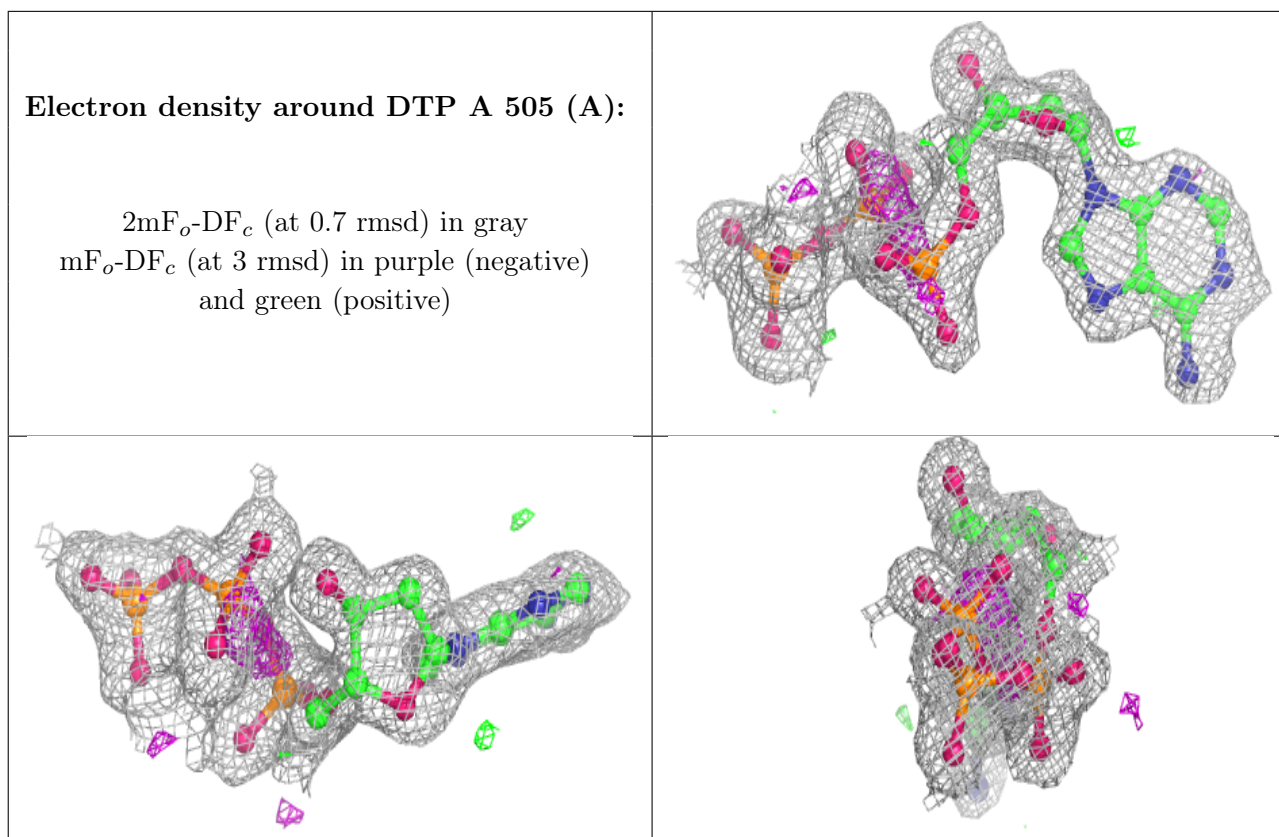 Electron density around DTP A 505 (A):
2mFo-DFc (at 0.7 rmsd) in gray
mFo-DFc (at 3 rmsd) in purple (negative)
and green (positive)